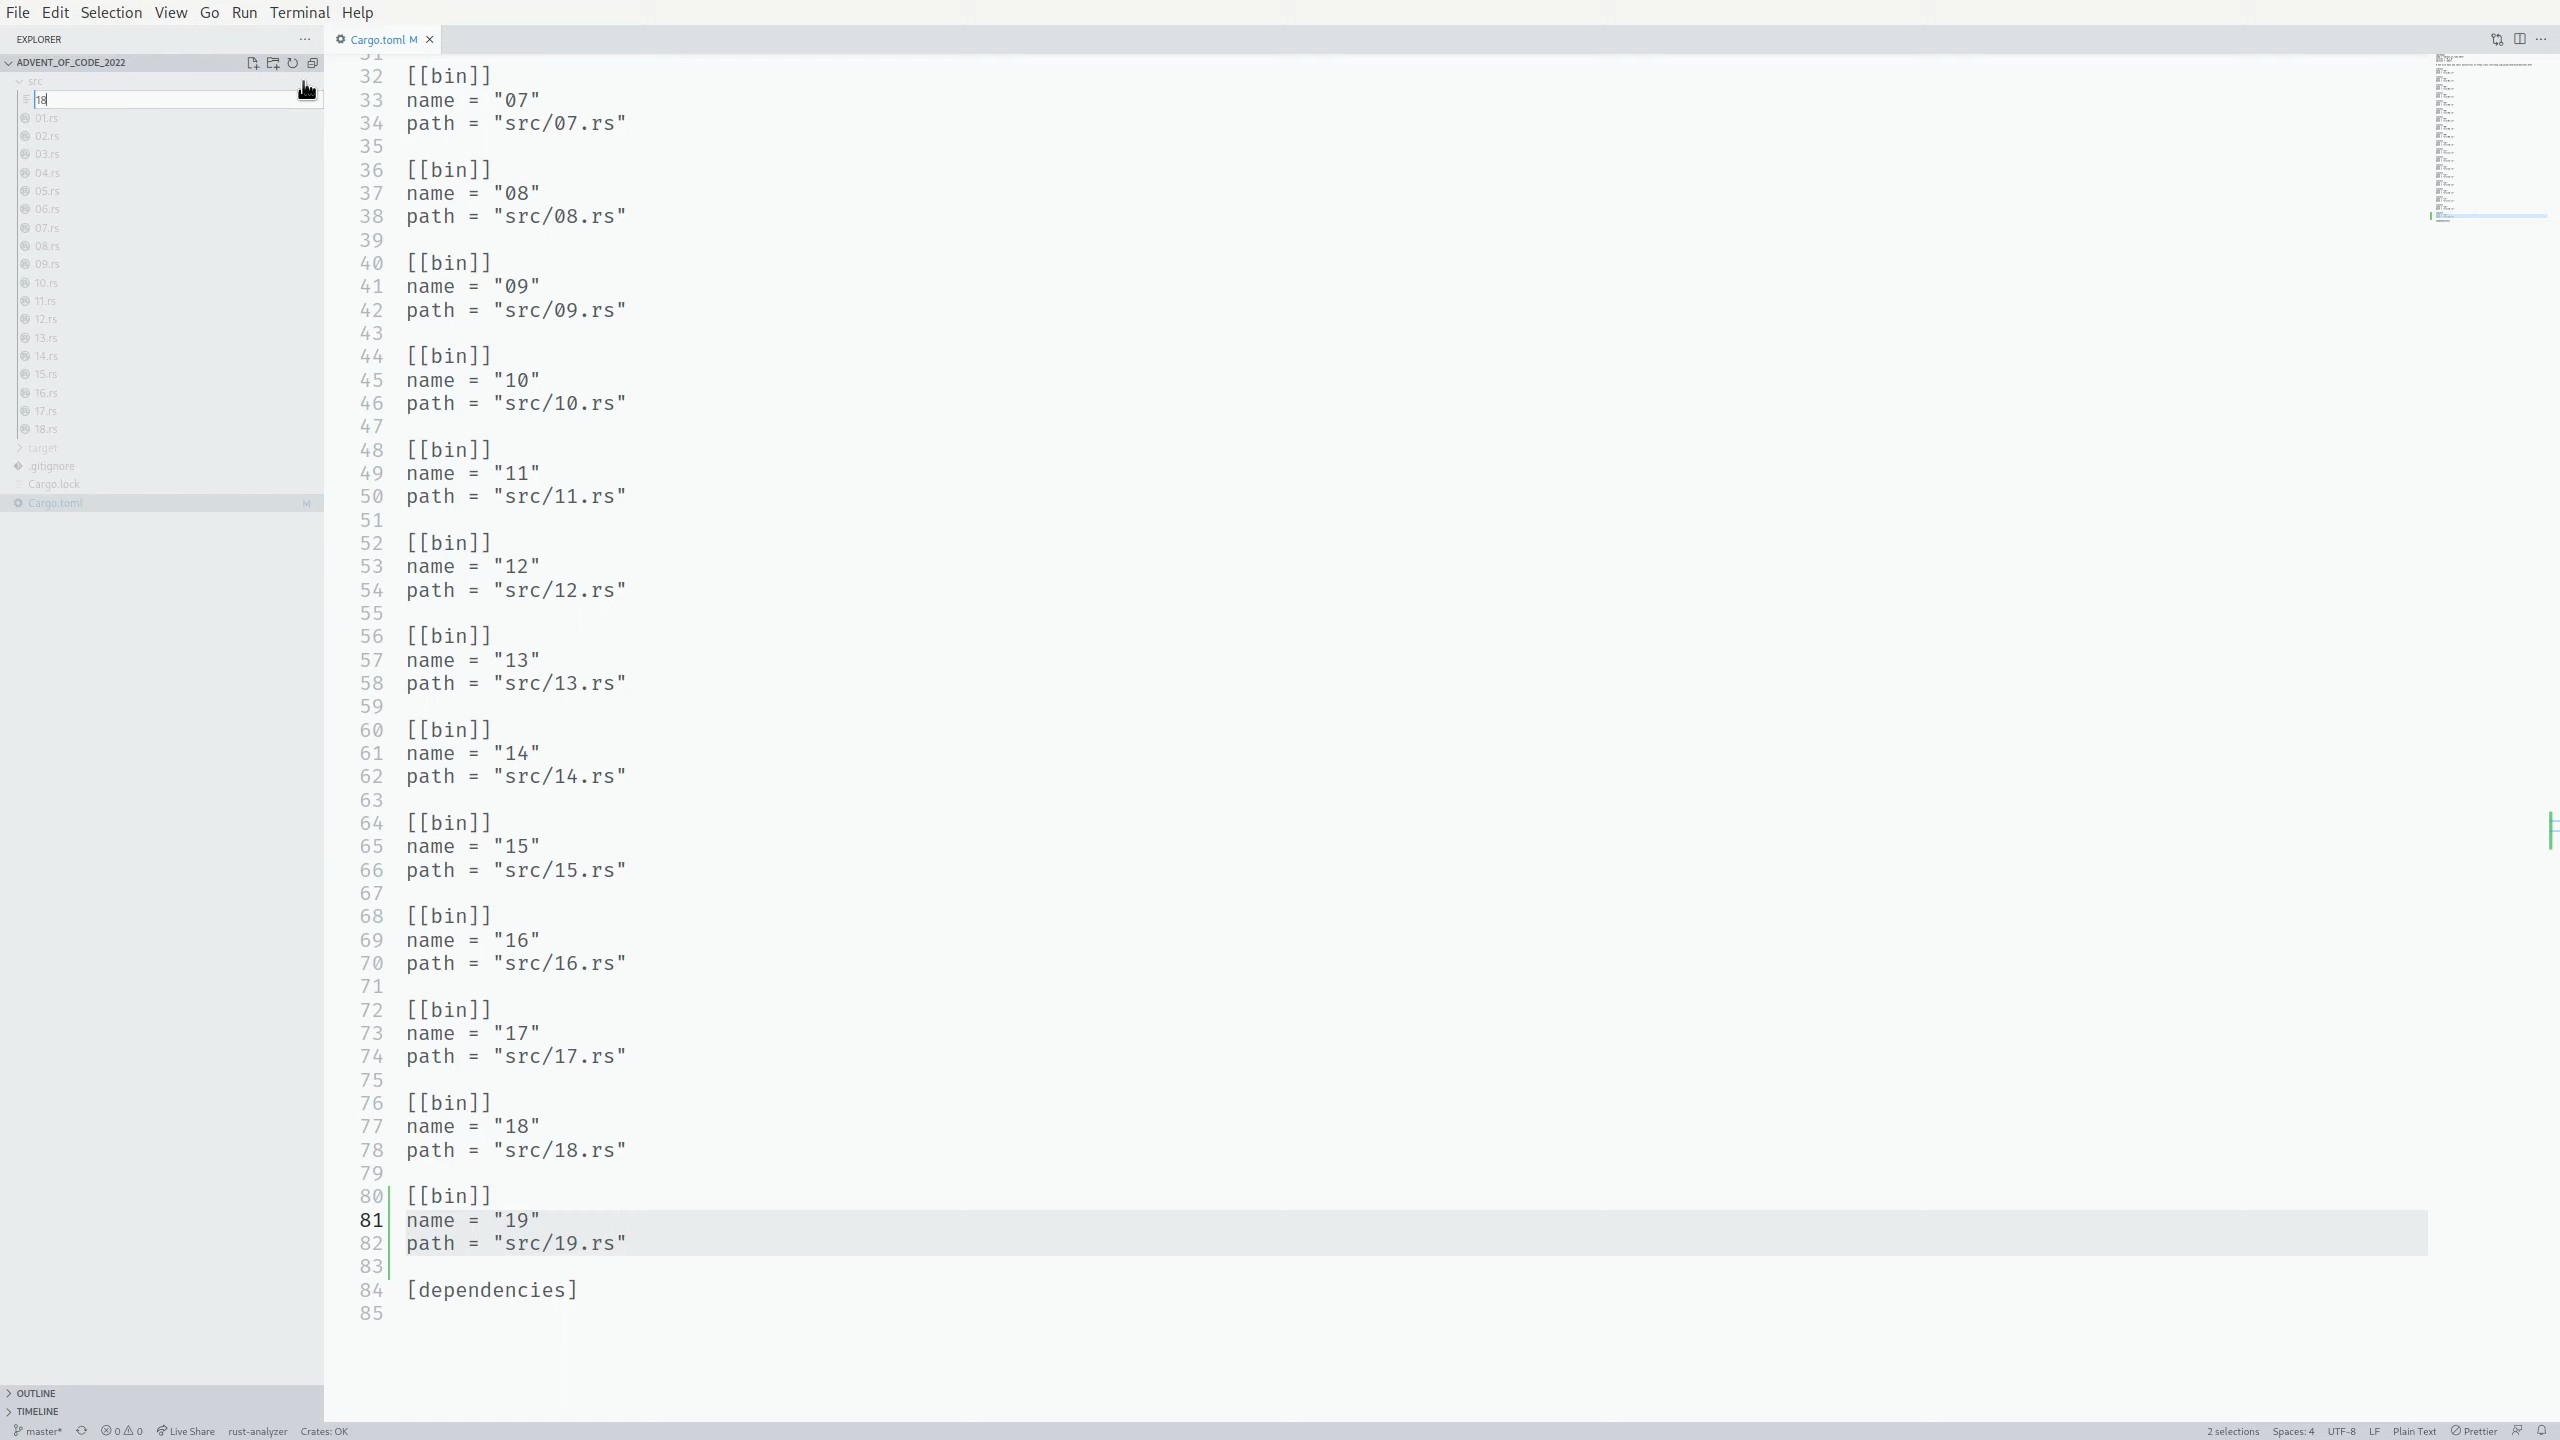 File Edit Selection View Go Run Terminal Help
EXPLORER
ADVENT_OF_CODE_2022
src
18
01.rs
02.rs
03.rs
04.rs
05.rs
06.rs
07.rs
08.rs
09.rs
10.rs
11.rs
12.rs
13.rs
14.rs
15.rs
16.rs
17.rs
18.rs
target
.gitignore
Cargo.lock
Cargo.toml M
OUTLINE
TIMELINE
Cargo.toml M
31
32 [[bin]]
33 name = "07"
34 path = "src/07.rs"
35
36 [[bin]]
37 name = "08"
38 path = "src/08.rs"
39
40 [[bin]]
41 name = "09"
42 path = "src/09.rs"
43
44 [[bin]]
45 name = "10"
46 path = "src/10.rs"
47
48 [[bin]]
49 name = "11"
50 path = "src/11.rs"
51
52 [[bin]]
53 name = "12"
54 path = "src/12.rs"
55
56 [[bin]]
57 name = "13"
58 path = "src/13.rs"
59
60 [[bin]]
61 name = "14"
62 path = "src/14.rs"
63
64 [[bin]]
65 name = "15"
66 path = "src/15.rs"
67
68 [[bin]]
69 name = "16"
70 path = "src/16.rs"
71
72 [[bin]]
73 name = "17"
74 path = "src/17.rs"
75
76 [[bin]]
77 name = "18"
78 path = "src/18.rs"
79
80 [[bin]]
81 name = "19"
82 path = "src/19.rs"
83
84 [dependencies]
85
master* 0 0 Live Share rust-analyzer Crates: OK 2 selections Spaces: 4 UTF-8 LF Plain Text Prettier